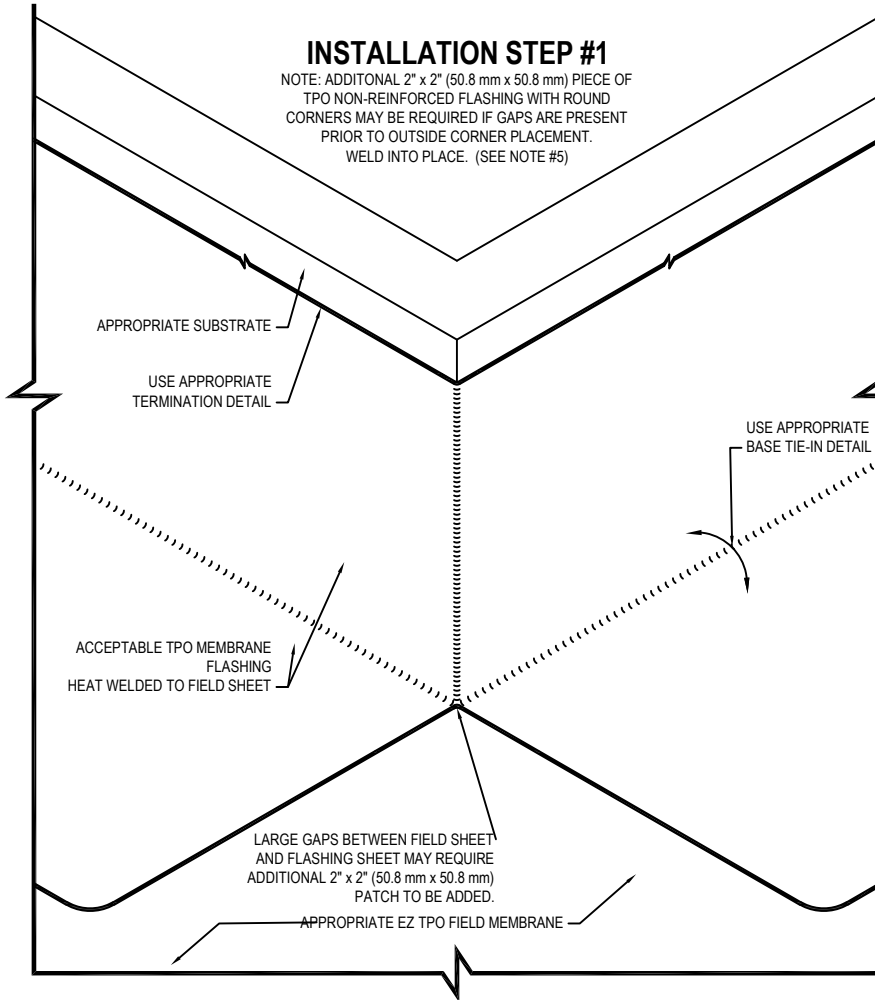 INSTALLATION STEP #1
NOTE: ADDITONAL 2" x 2" (50.8 mm x 50.8 mm) PIECE OF
TPO NON-REINFORCED FLASHING WITH ROUND
CORNERS MAY BE REQUIRED IF GAPS ARE PRESENT
PRIOR TO OUTSIDE CORNER PLACEMENT.
WELD INTO PLACE. (SEE NOTE #5)
APPROPRIATE SUBSTRATE
USE APPROPRIATE
TERMINATION DETAIL
USE APPROPRIATE
BASE TIE-IN DETAIL
ACCEPTABLE TPO MEMBRANE
FLASHING
HEAT WELDED TO FIELD SHEET
LARGE GAPS BETWEEN FIELD SHEET
AND FLASHING SHEET MAY REQUIRE
ADDITIONAL 2" x 2" (50.8 mm x 50.8 mm)
PATCH TO BE ADDED.
APPROPRIATE EZ TPO FIELD MEMBRANE